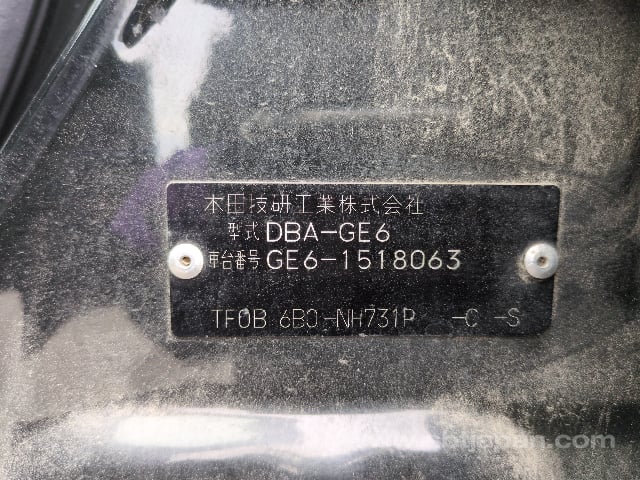 本田技研工業株式会社
型式 DBA-GE6
車台番号 GE6-1518063
TF0B 6B0-NH731P -C -S